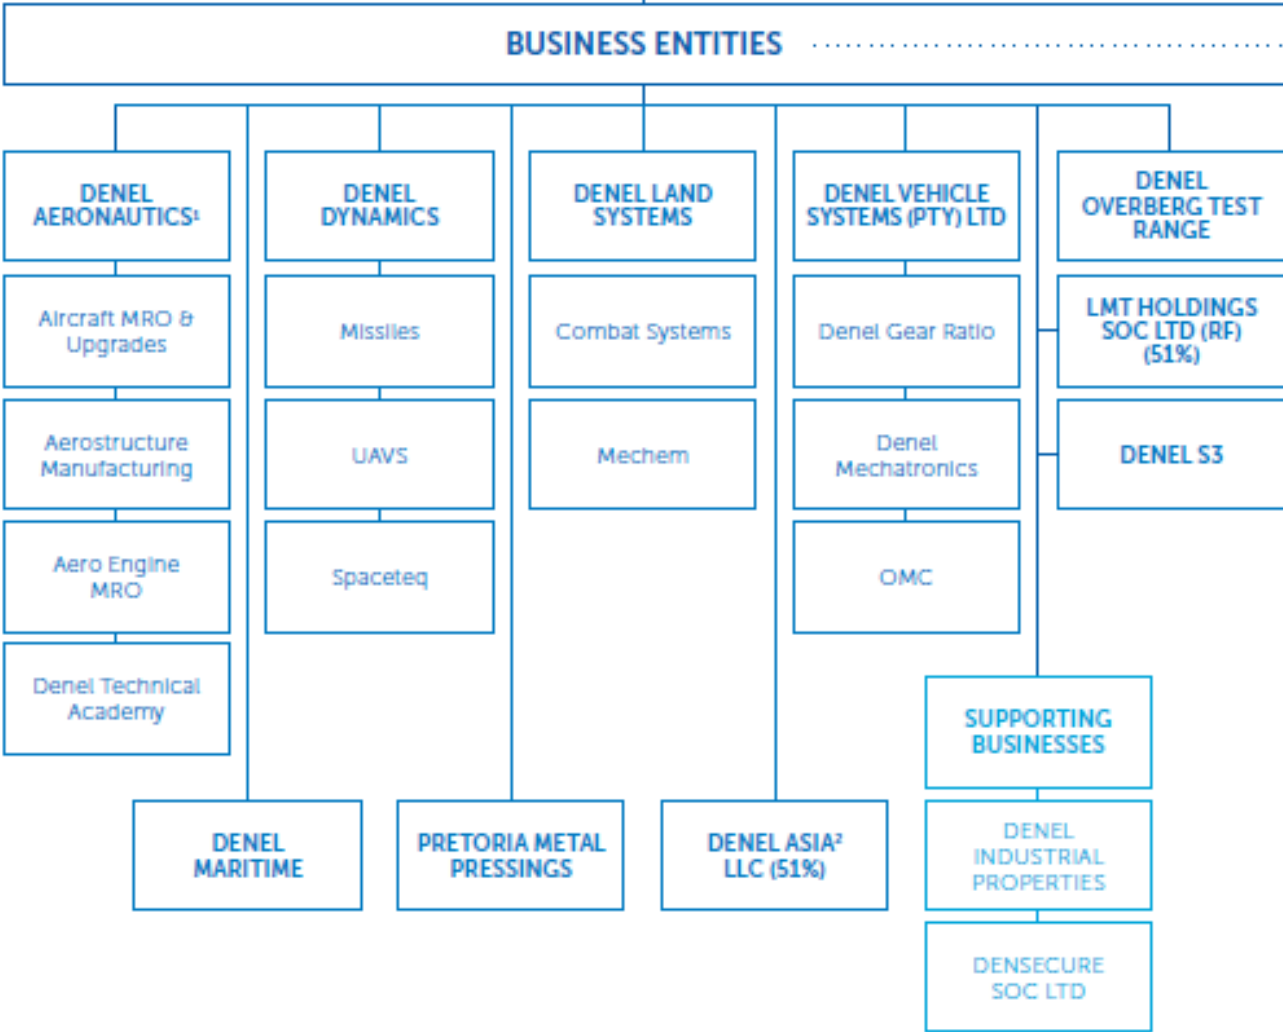 BUSINESS ENTITIES
DENEL
AERONAUTICS¹
Aircraft MRO &
Upgrades
Aerostructure
Manufacturing
Aero Engine
MRO
Denel Technical
Academy
DENEL
MARITIME
DENEL
DYNAMICS
Missiles
UAVS
Spaceteq
PRETORIA METAL
PRESSINGS
DENEL LAND
SYSTEMS
Combat Systems
Mechem
DENEL ASIA²
LLC (51%)
DENEL VEHICLE
SYSTEMS (PTY) LTD
Denel Gear Ratio
Denel
Mechatronics
OMC
DENEL
OVERBERG TEST
RANGE
LMT HOLDINGS
SOC LTD (RF)
(51%)
DENEL S3
SUPPORTING
BUSINESSES
DENEL
INDUSTRIAL
PROPERTIES
DENSECURE
SOC LTD